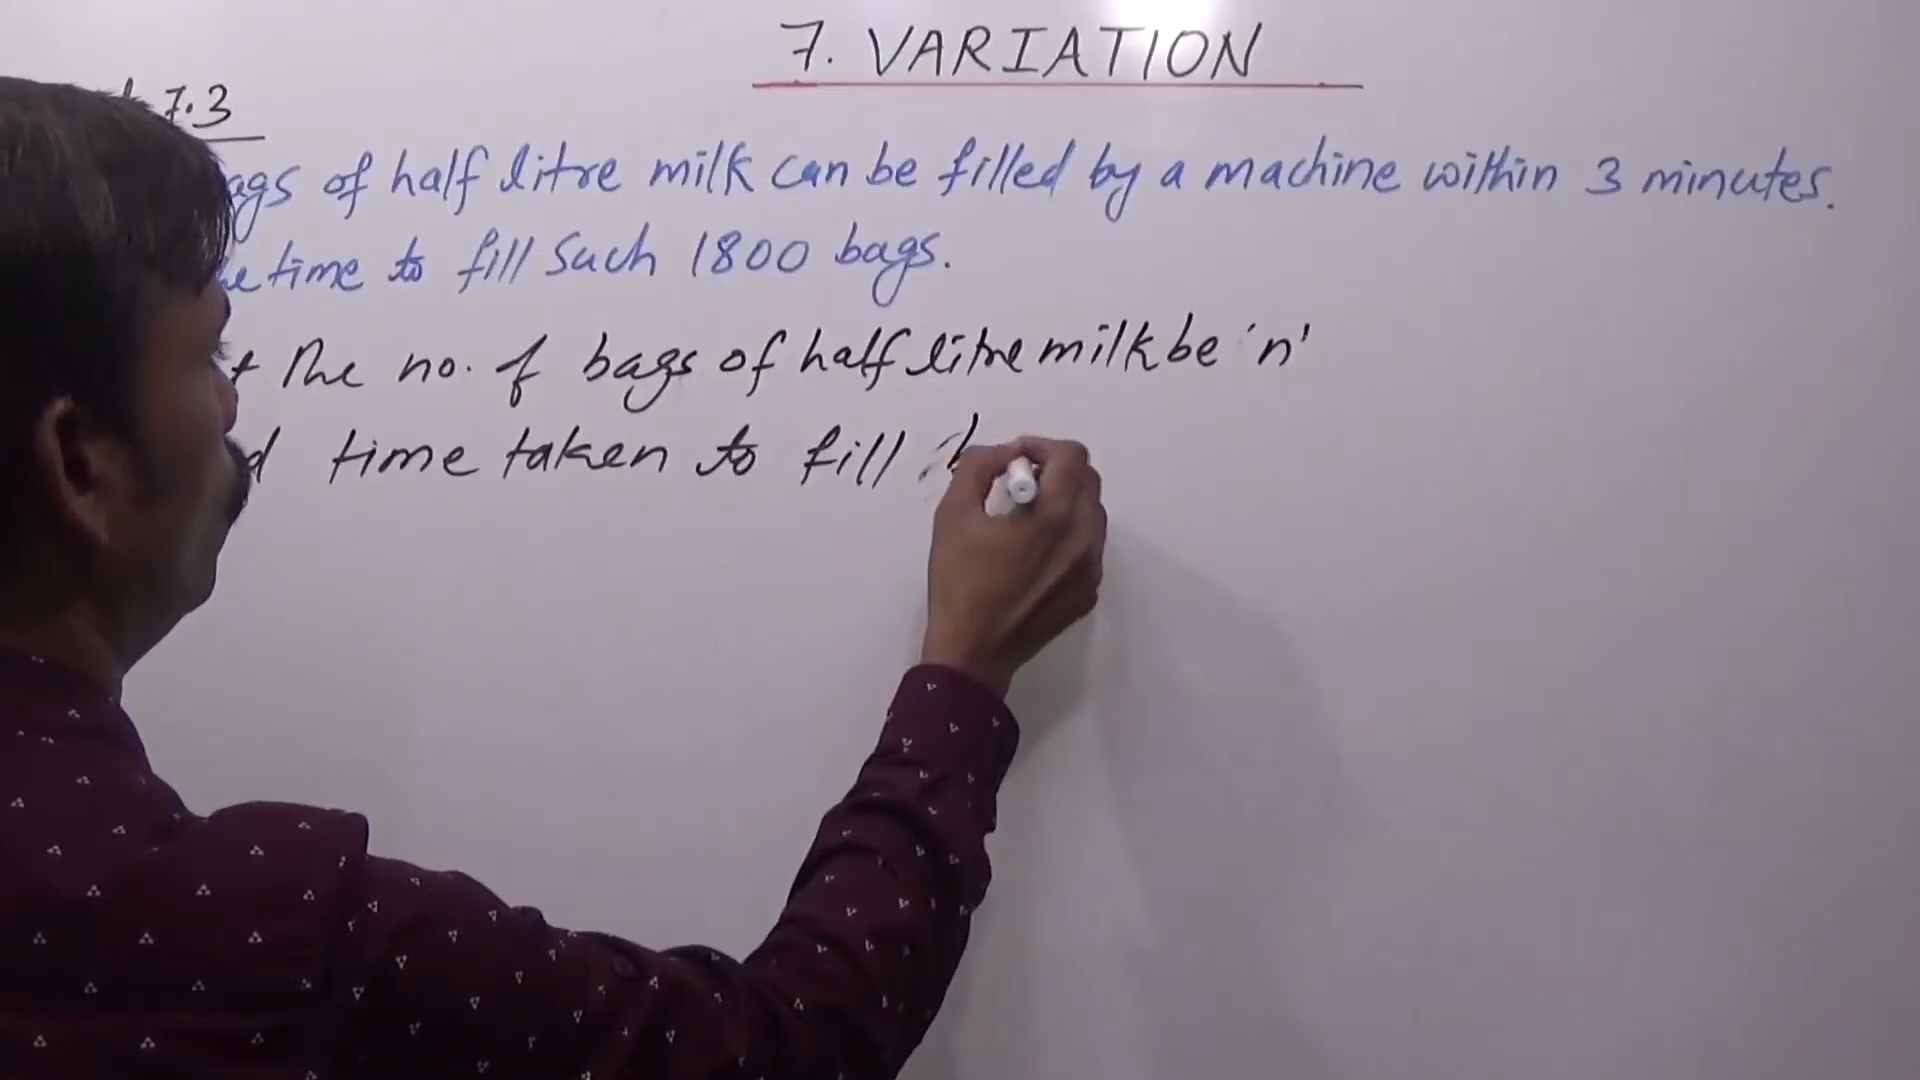 7. VARIATION
7.3
of half litre milk can be filled by a machine within 3 minutes.
time to fill such 1800 bags.
The no. of bags of half litre milk be 'n'
time taken to fill